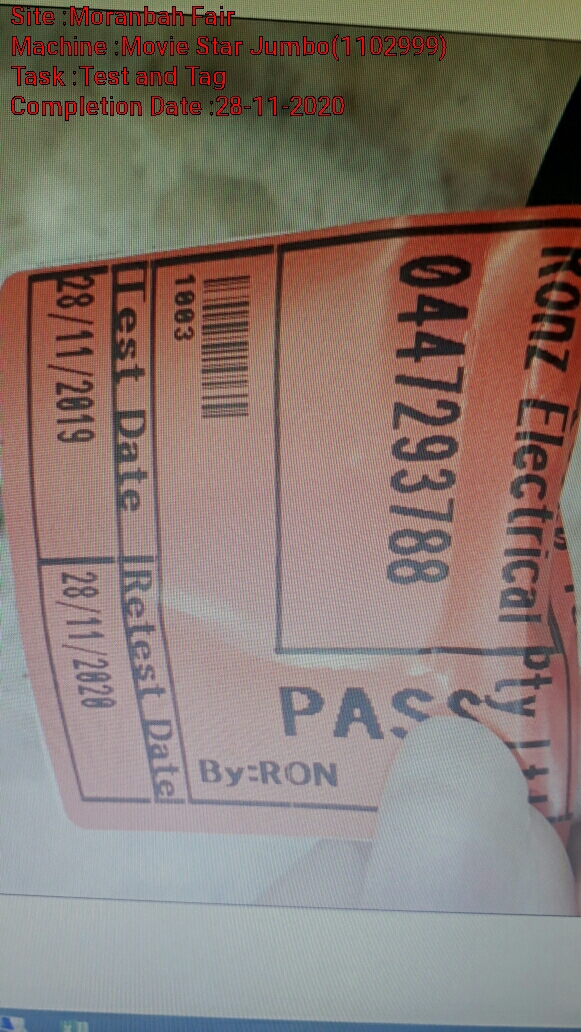 Site :Moranbah Fair
Machine :Movie Star Jumbo(1102999)
Task :Test and Tag
Completion Date :28-11-2020
Ronz Electrical Pty
0447293788
PASS
By:RON
1003
Test Date
Retest Date
28/11/2019
28/11/2020